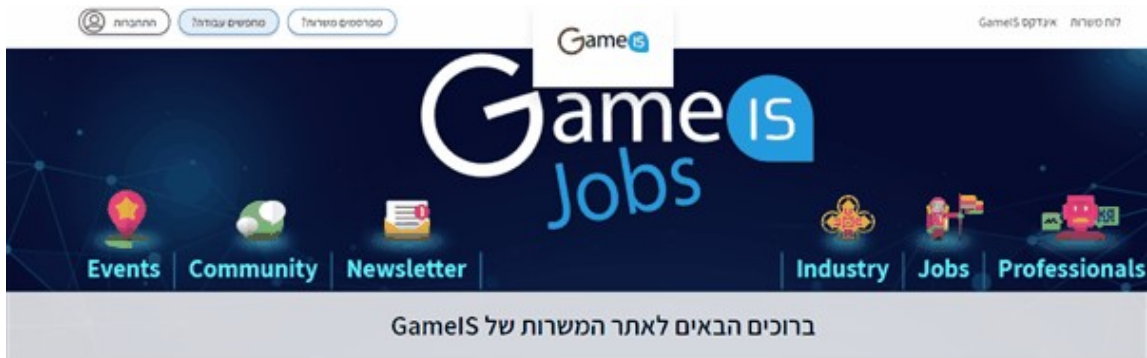 לוח משרות אינדקס GameIS
GameIS
מפרסמים משרות?
מחפשים עבודה?
התחברות
GameIS
Jobs
Events
Community
Newsletter
Industry
Jobs
Professionals
ברוכים הבאים לאתר המשרות של GameIS